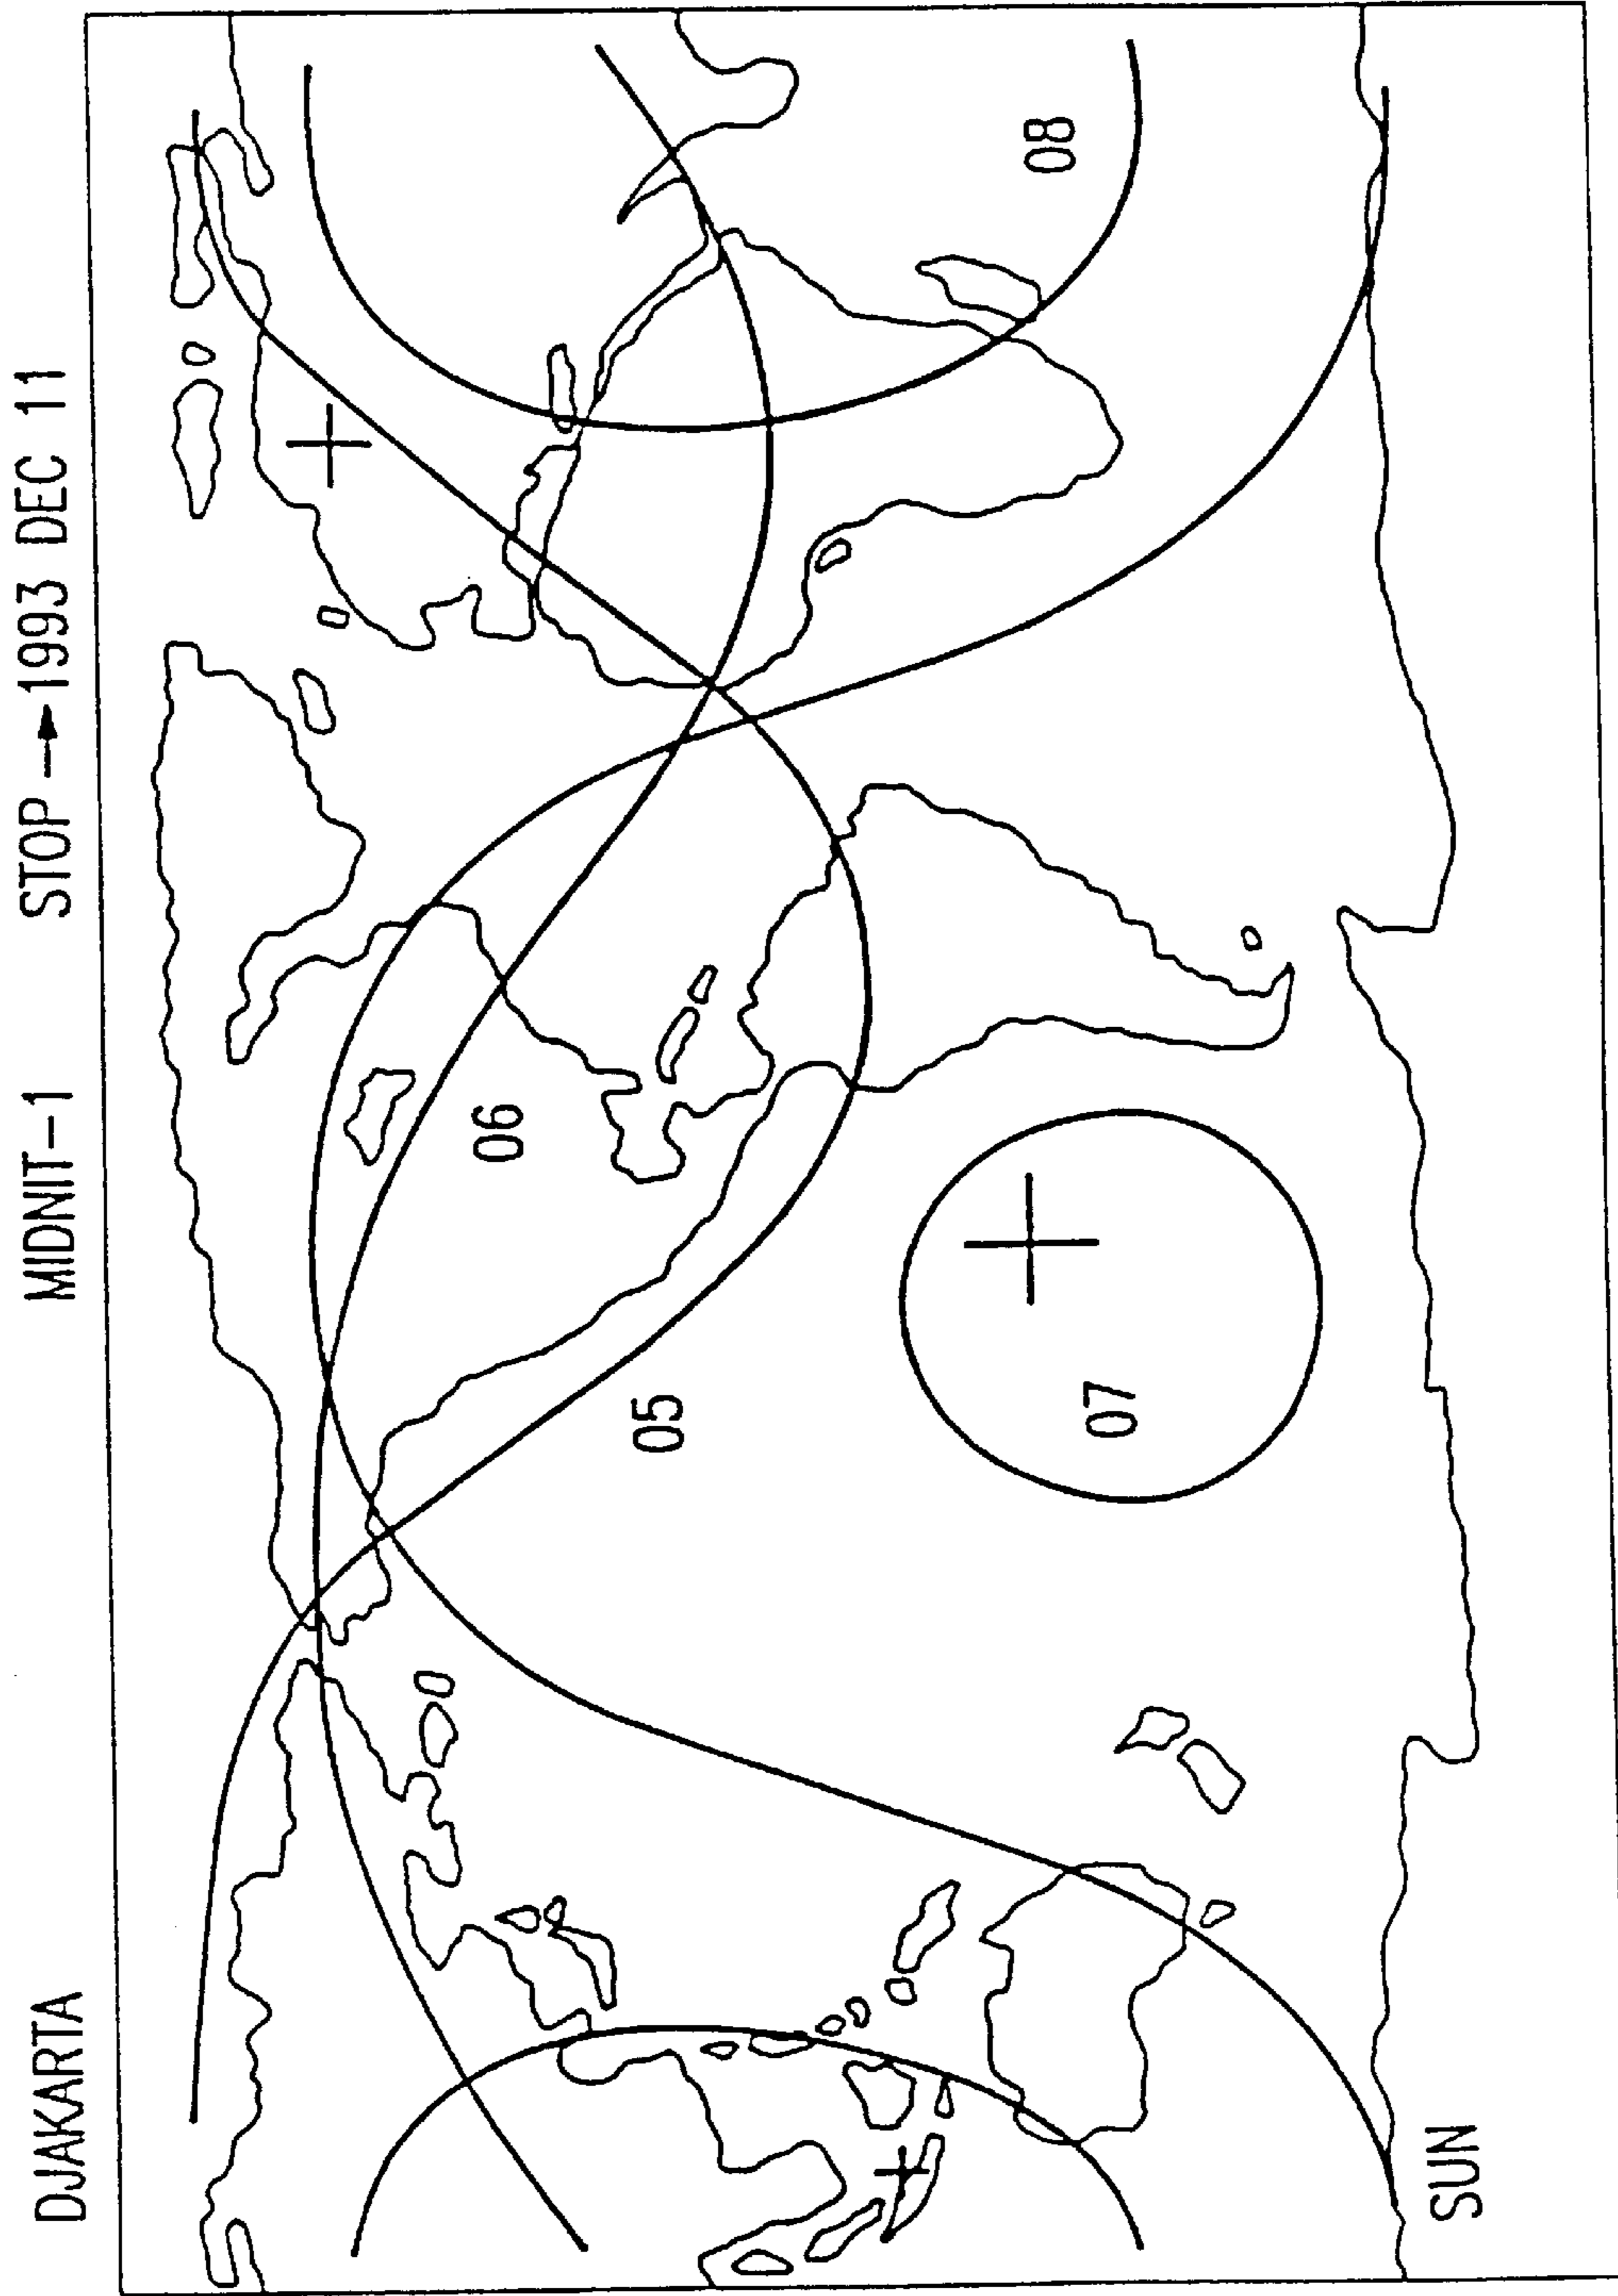 DJAKARTA MIDNIT-1 STOP→1993 DEC 11
06
05
08
07
SUN